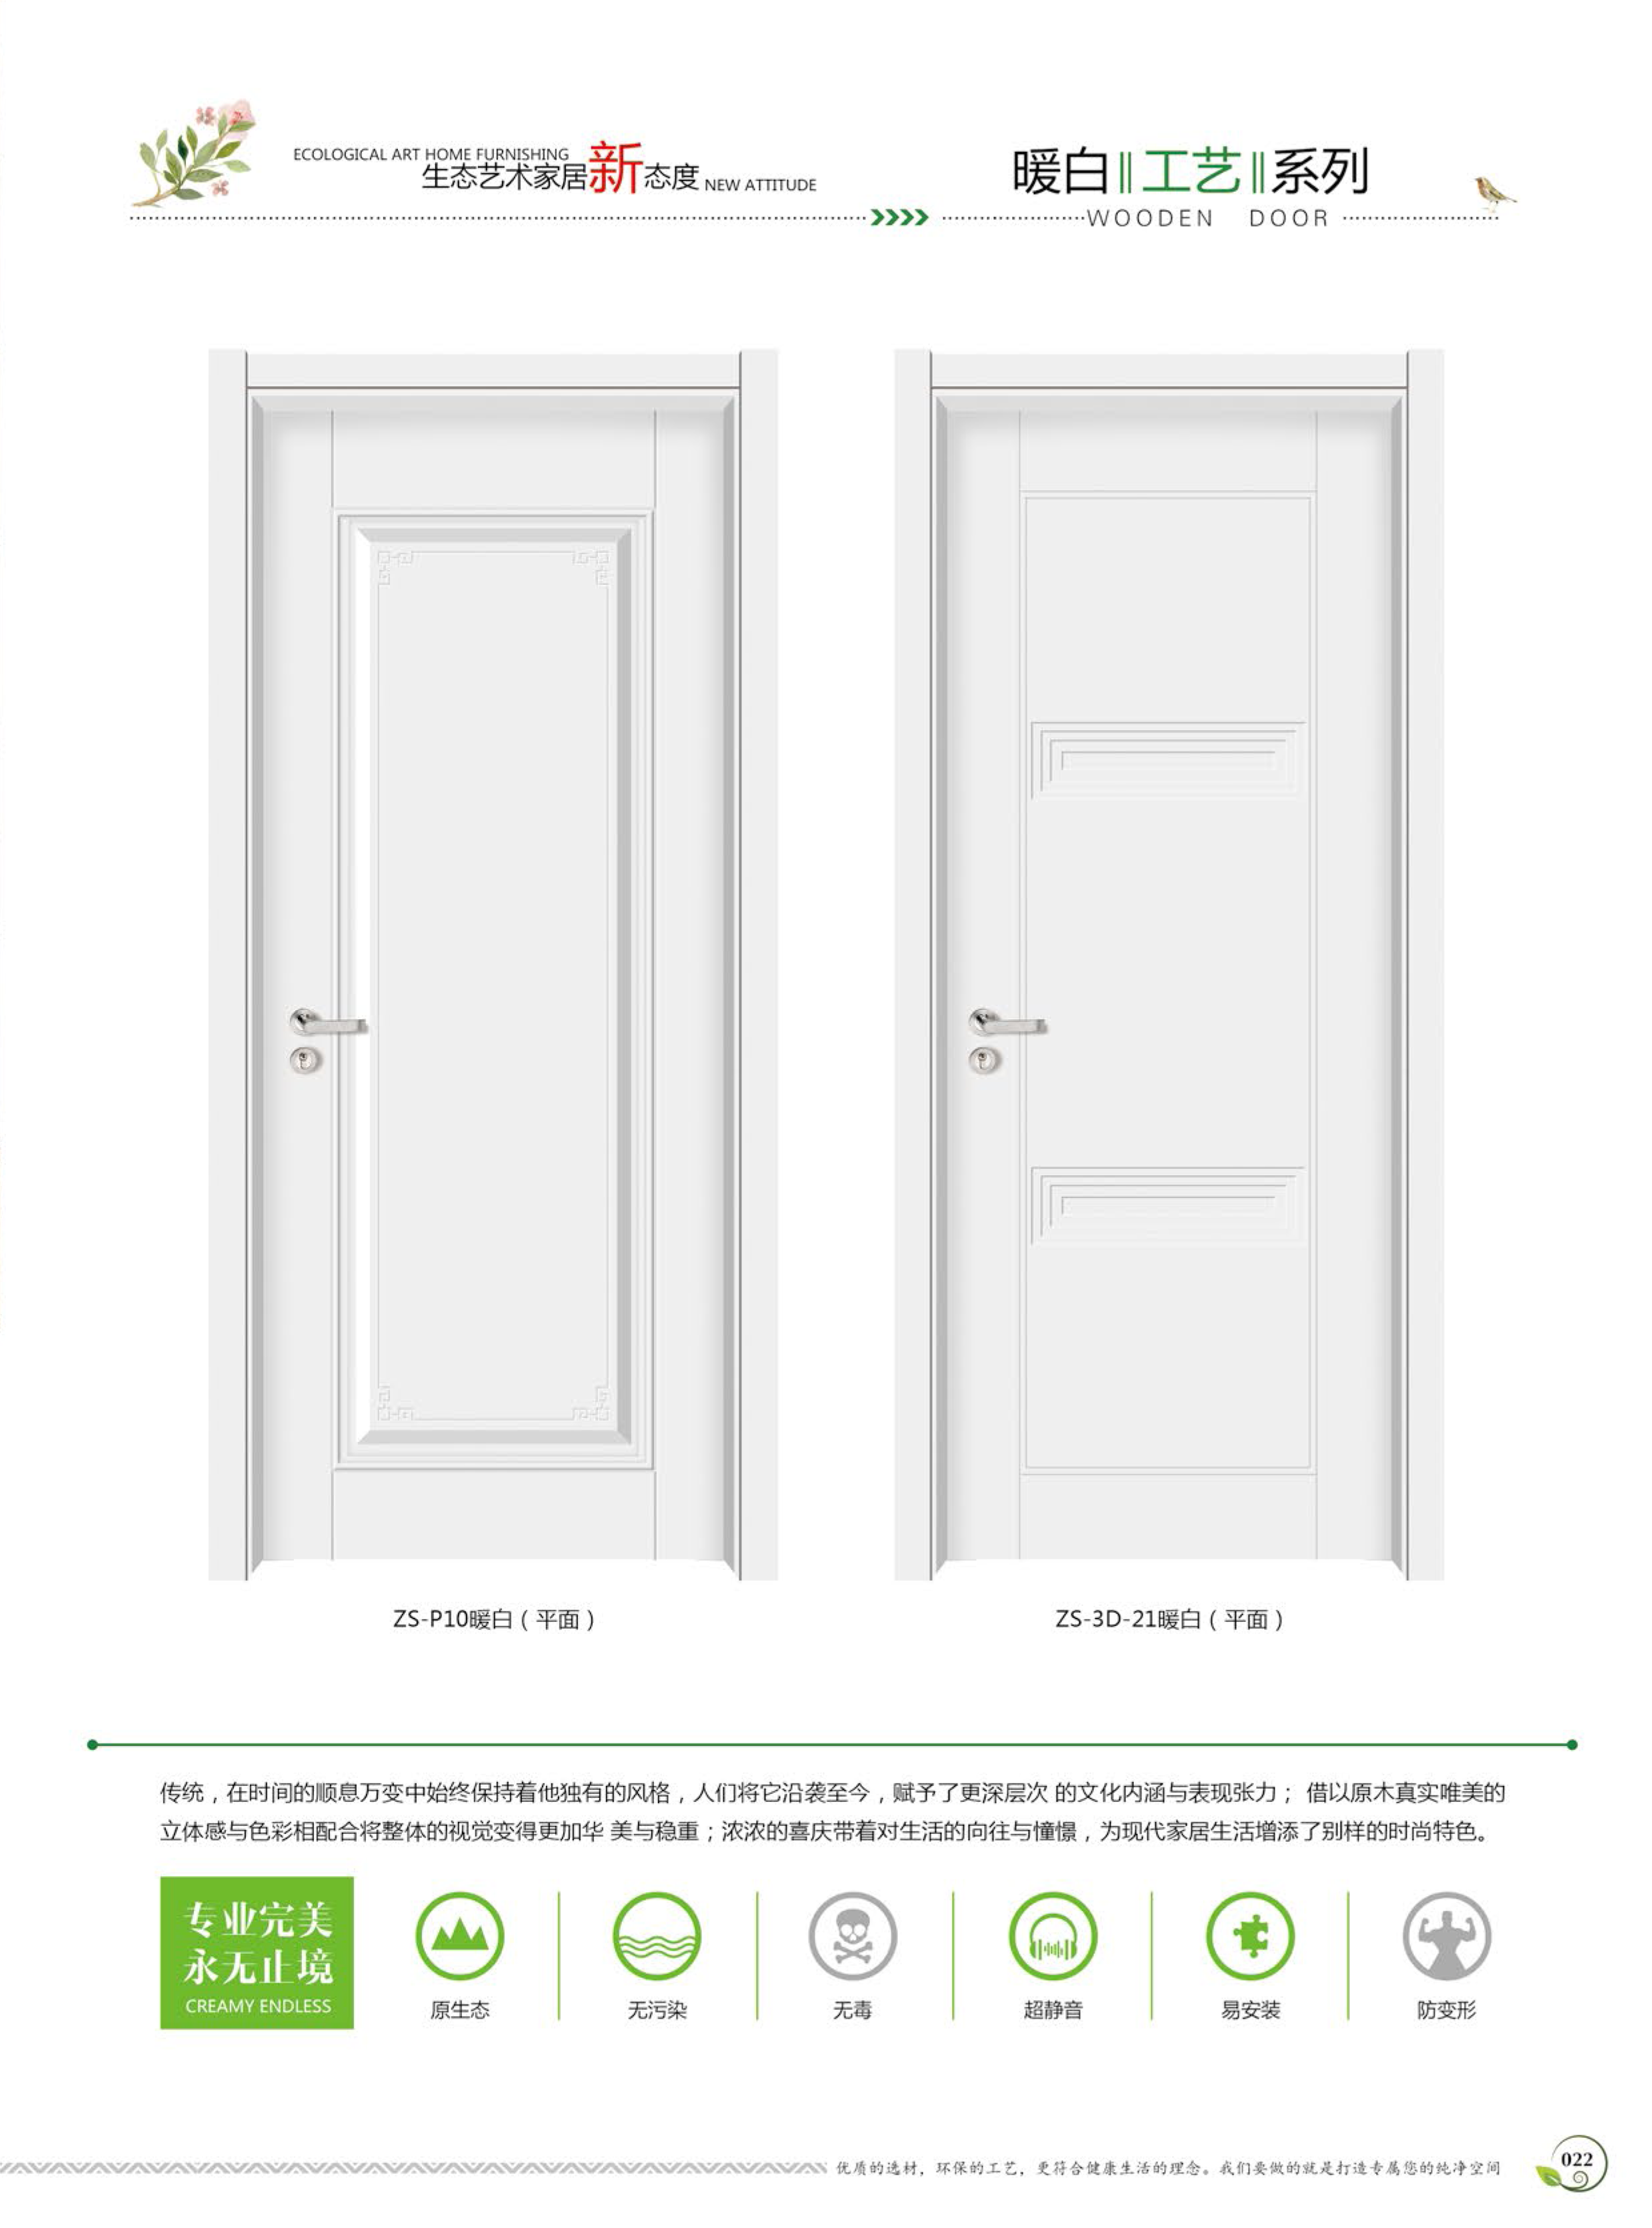 ECOLOGICAL ART HOME FURNISHING
生态艺术家居新态度 NEW ATTITUDE
暖白 工艺 系列
WOODEN DOOR
ZS-P10暖白（平面）
ZS-3D-21暖白（平面）
传统，在时间的顺息万变中始终保持着他独有的风格，人们将它沿袭至今，赋予了更深层次 的文化内涵与表现张力； 借以原木真实唯美的
立体感与色彩相配合将整体的视觉变得更加华 美与稳重；浓浓的喜庆带着对生活的向往与憧憬，为现代家居生活增添了别样的时尚特色。
专业完美
永无止境
CREAMY ENDLESS
原生态
无污染
无毒
超静音
易安装
防变形
优质的选材，环保的工艺，更符合健康生活的理念。我们要做的就是打造专属您的纯净空间
022